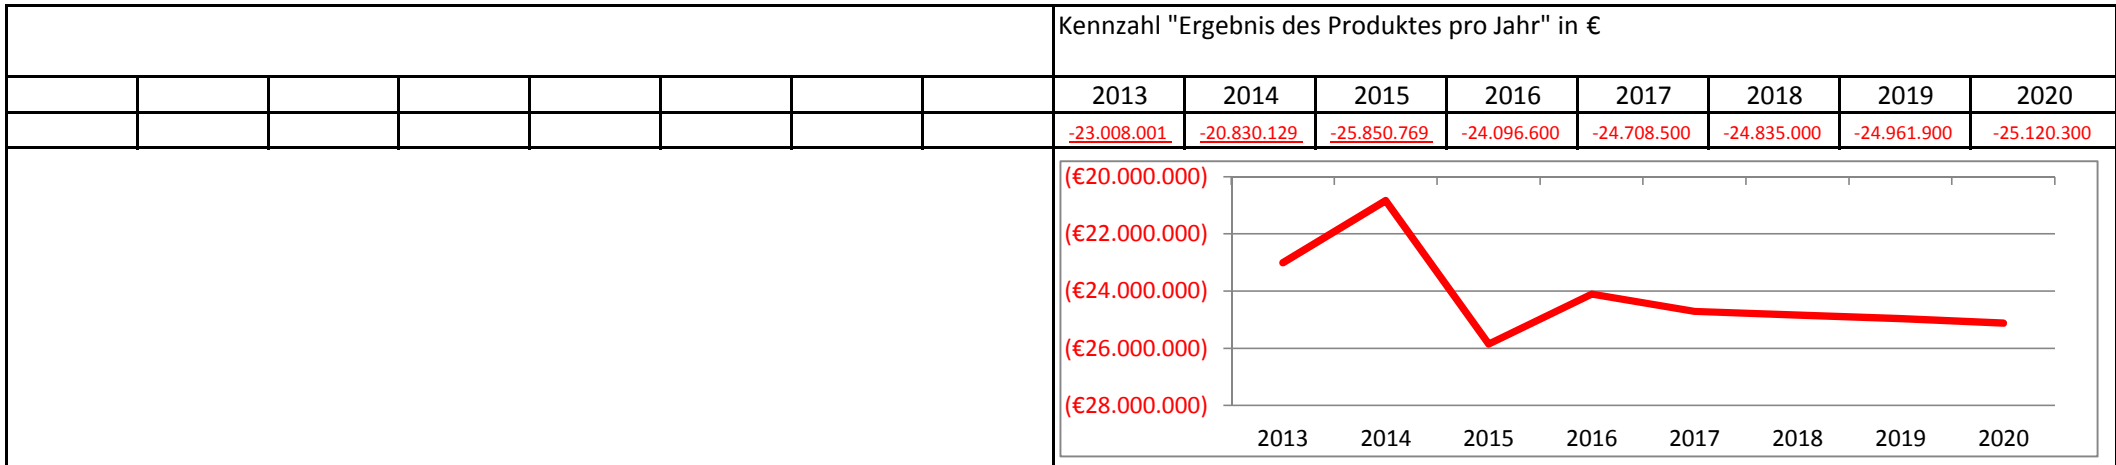 Kennzahl "Ergebnis des Produktes pro Jahr" in €
2013 2014 2015 2016 2017 2018 2019 2020
-23.008.001 -20.830.129 -25.850.769 -24.096.600 -24.708.500 -24.835.000 -24.961.900 -25.120.300
(€20.000.000)
(€22.000.000)
(€24.000.000)
(€26.000.000)
(€28.000.000)
2013 2014 2015 2016 2017 2018 2019 2020